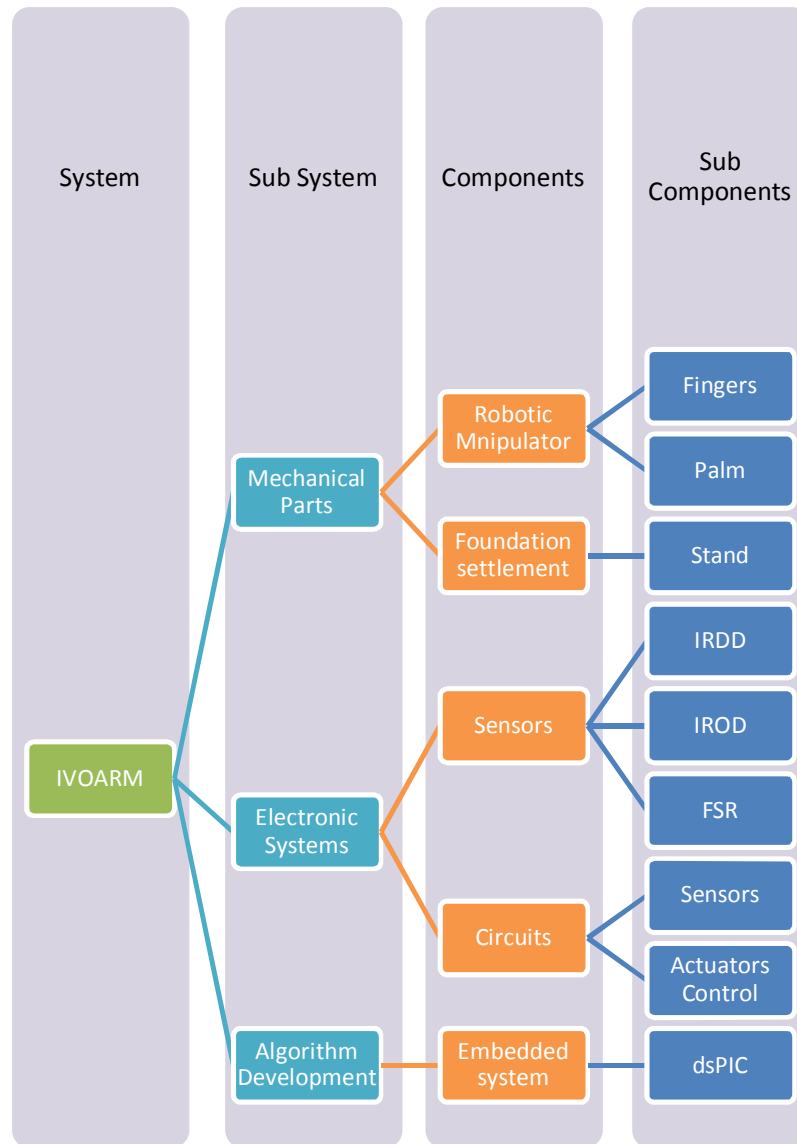 System
Sub System
Components
Sub
Components
Fingers
Robotic
Mnipulator
Palm
Mechanical
Parts
Foundation
settlement
Stand
IRDD
Sensors
IROD
IVOARM
FSR
Electronic
Systems
Sensors
Circuits
Actuators
Control
Algorithm
Development
Embedded
system
dsPIC